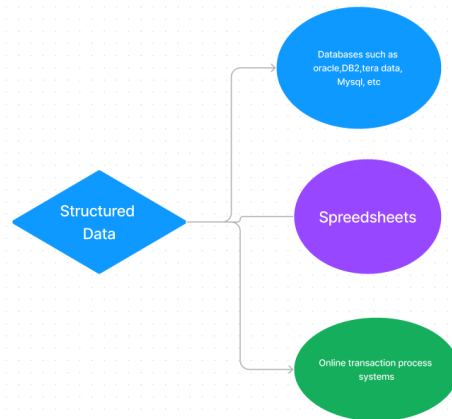 Databases such as
oracle,DB2,tera data,
Mysql, etc
Structured
Data
Spreedsheets
Online transaction process
systems